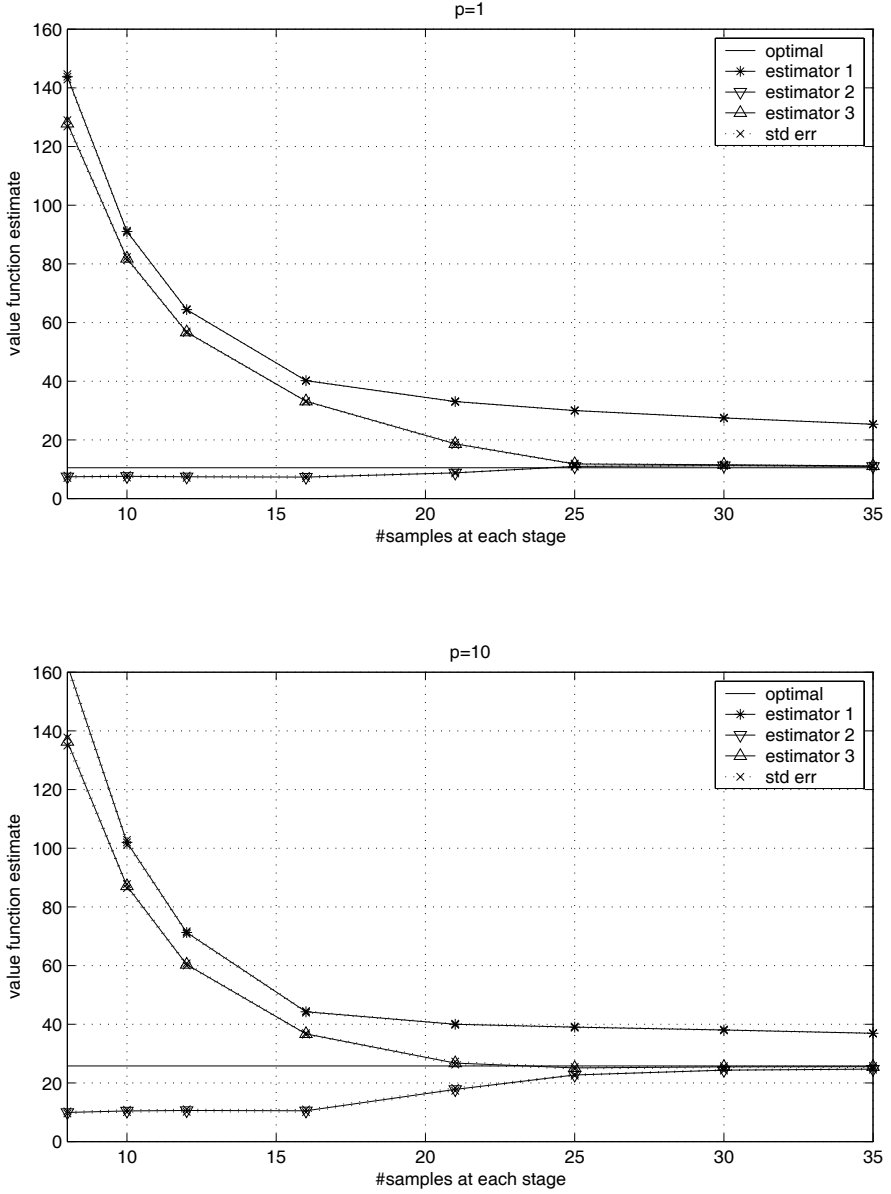 p=1
160
140
120
100
80
60
40
20
0
value function estimate
optimal
estimator 1
estimator 2
estimator 3
std err
10
15
20
25
30
35
#samples at each stage
p=10
160
140
120
100
80
60
40
20
0
value function estimate
optimal
estimator 1
estimator 2
estimator 3
std err
10
15
20
25
30
35
#samples at each stage